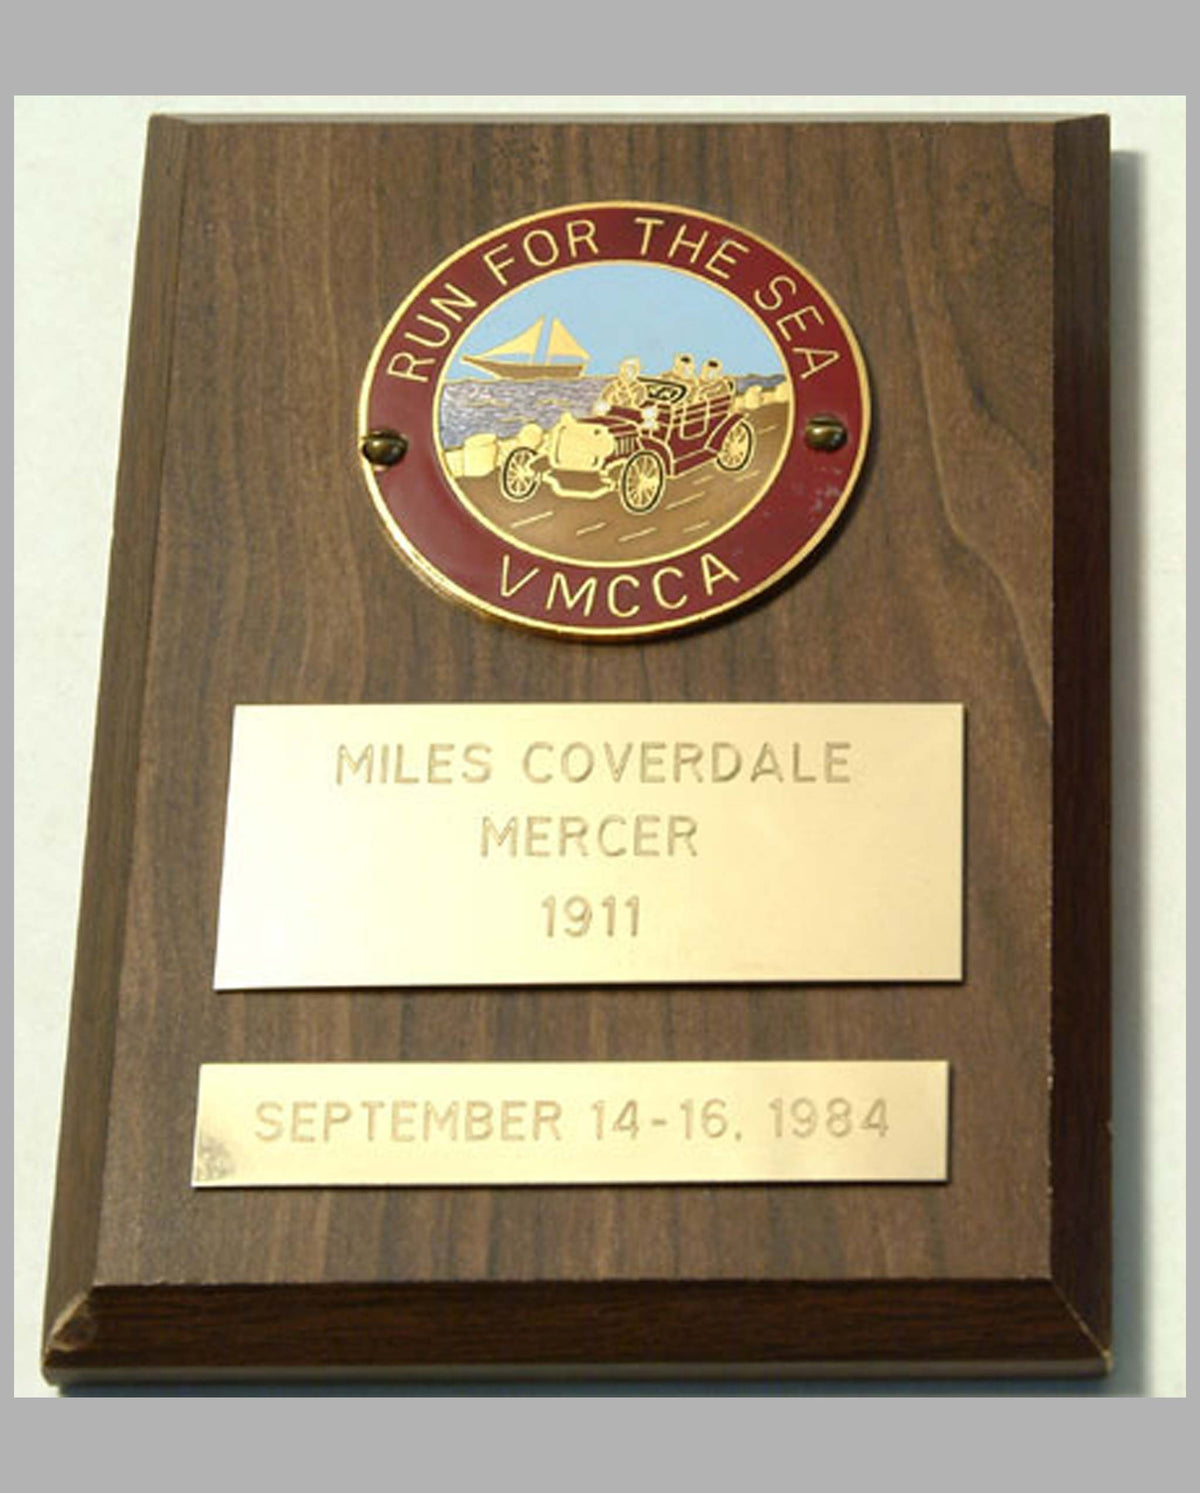 RUN FOR THE SEA
VMCCA
MILES COVERDALE
MERCER
1911
SEPTEMBER 14-16, 1984